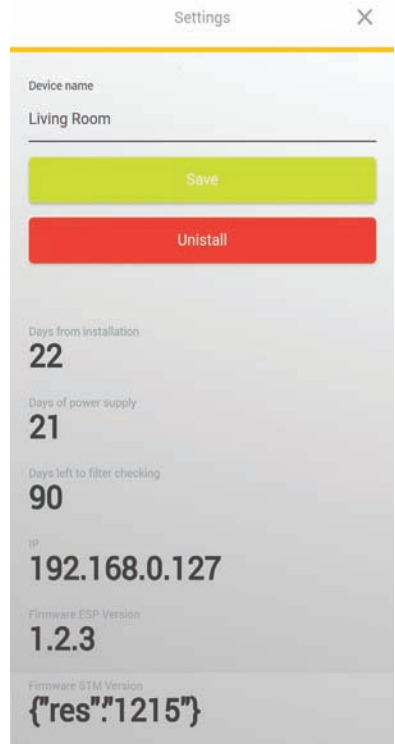 Settings
Device name
Living Room
Save
Unistall
Days from installation
22
Days of power supply
21
Days left to filter checking
90
IP
192.168.0.127
Firmware ESP Version
1.2.3
Firmware STM Version
{"res":"1215"}